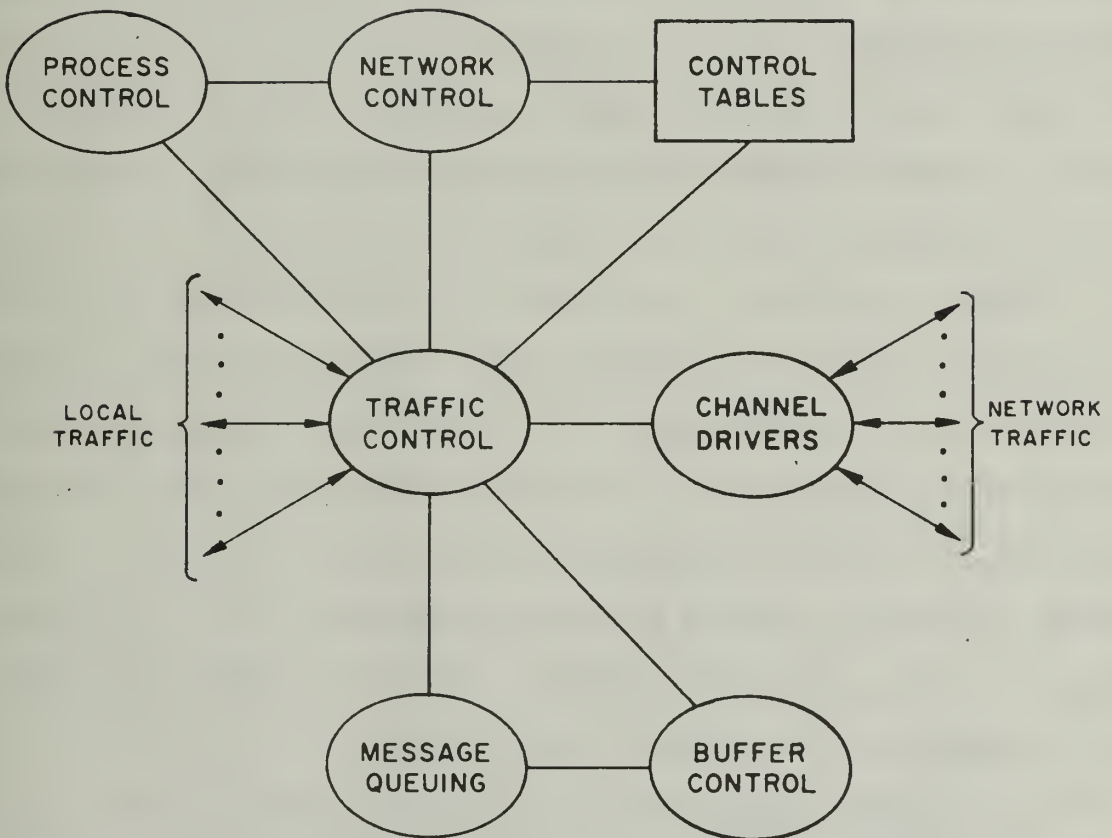 PROCESS
CONTROL
NETWORK
CONTROL
CONTROL
TABLES
LOCAL
TRAFFIC
TRAFFIC
CONTROL
CHANNEL
DRIVERS
NETWORK
TRAFFIC
MESSAGE
QUEUING
BUFFER
CONTROL